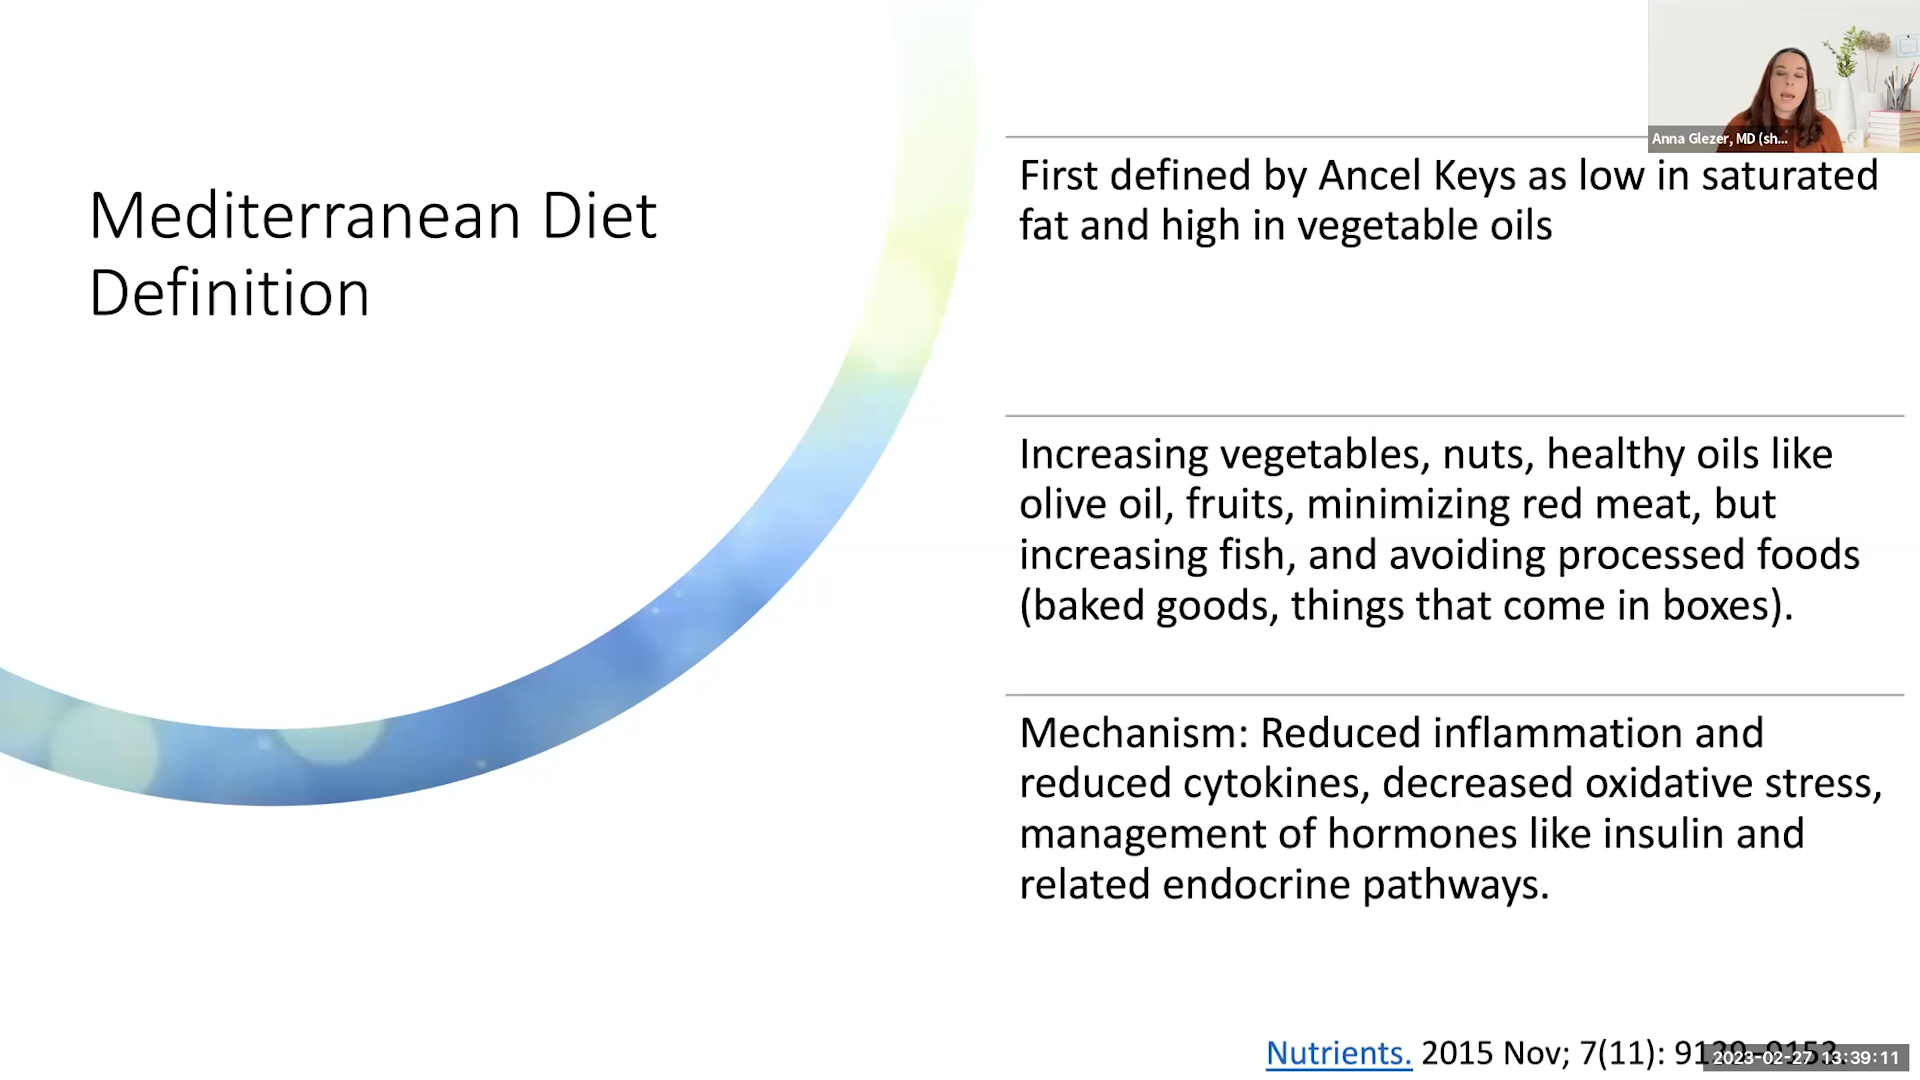 Mediterranean Diet
Definition
Anna Glezer, MD (sh...
First defined by Ancel Keys as low in saturated
fat and high in vegetable oils
Increasing vegetables, nuts, healthy oils like
olive oil, fruits, minimizing red meat, but
increasing fish, and avoiding processed foods
(baked goods, things that come in boxes).
Mechanism: Reduced inflammation and
reduced cytokines, decreased oxidative stress,
management of hormones like insulin and
related endocrine pathways.
Nutrients. 2015 Nov; 7(11): 9139–9153.
2023-02-27 13:39:11